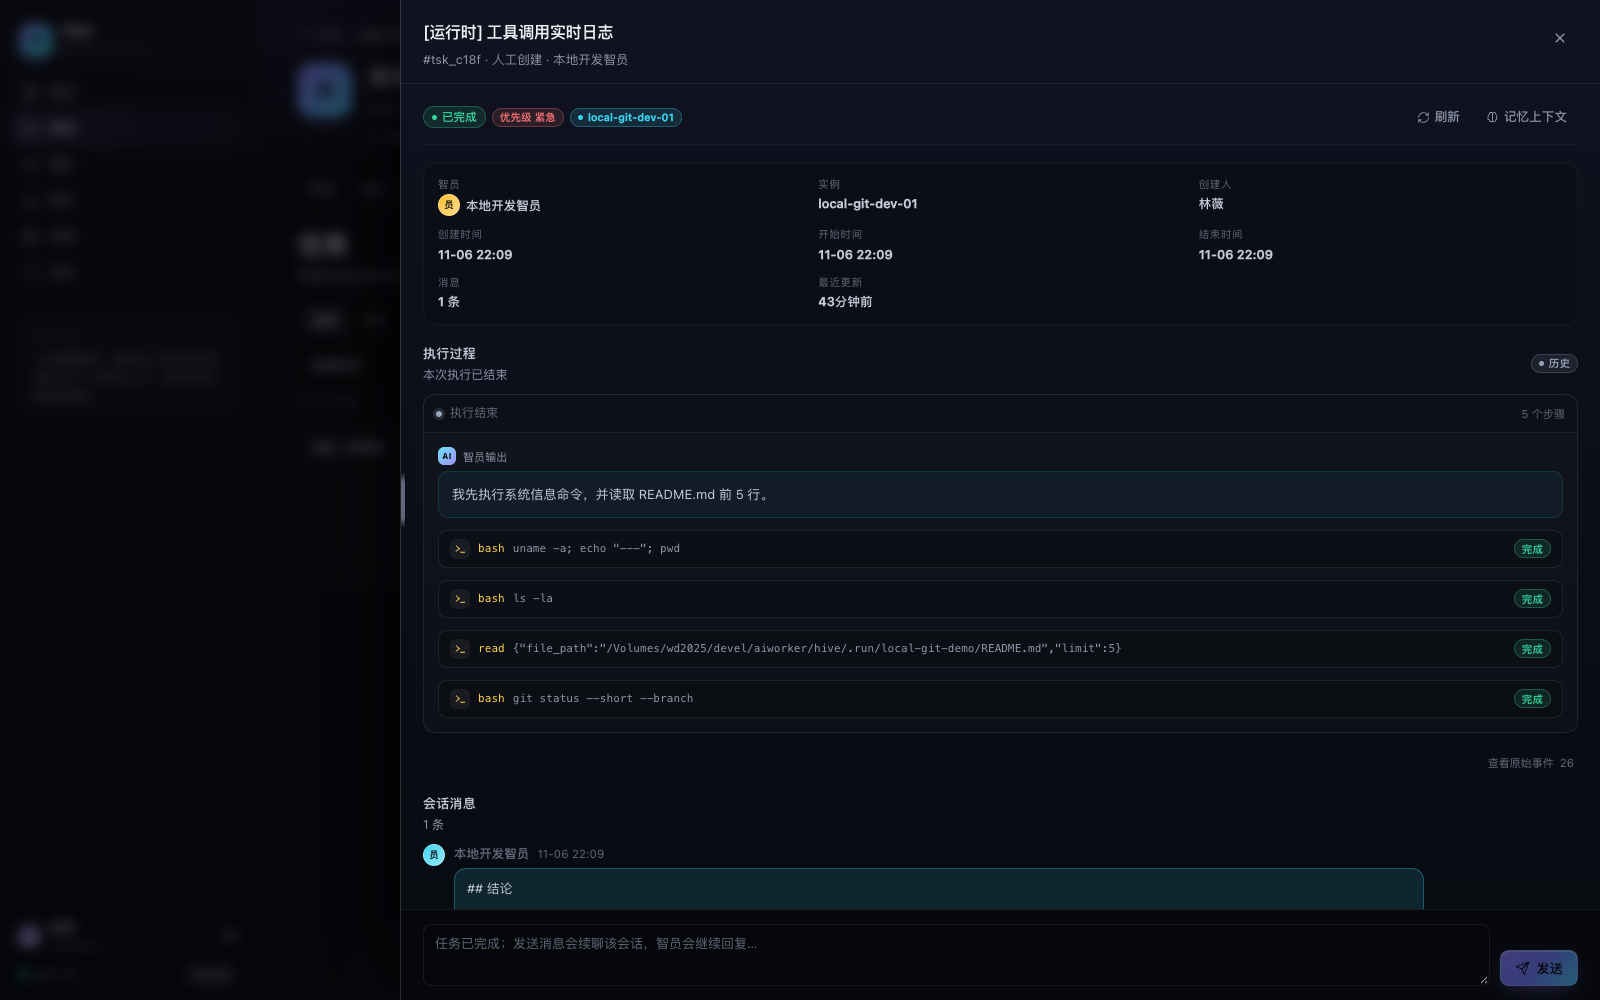 [运行时] 工具调用实时日志
#tsk_c18f · 人工创建 · 本地开发智员
已完成 优先级 紧急 local-git-dev-01 刷新 记忆上下文
智员 实例 创建人
员 本地开发智员 local-git-dev-01 林薇
创建时间 开始时间 结束时间
11-06 22:09 11-06 22:09 11-06 22:09
消息 最近更新
1 条 43分钟前
执行过程
本次执行已结束
历史
执行结束 5 个步骤
AI 智员输出
我先执行系统信息命令，并读取 README.md 前 5 行。
>_ bash uname -a; echo "---"; pwd 完成
>_ bash ls -la 完成
>_ read {"file_path":"/Volumes/wd2025/devel/aiworker/hive/.run/local-git-demo/README.md","limit":5} 完成
>_ bash git status --short --branch 完成
查看原始事件 26
会话消息
1 条
员 本地开发智员 11-06 22:09
## 结论
任务已完成；发送消息会续聊该会话，智员会继续回复...
发送